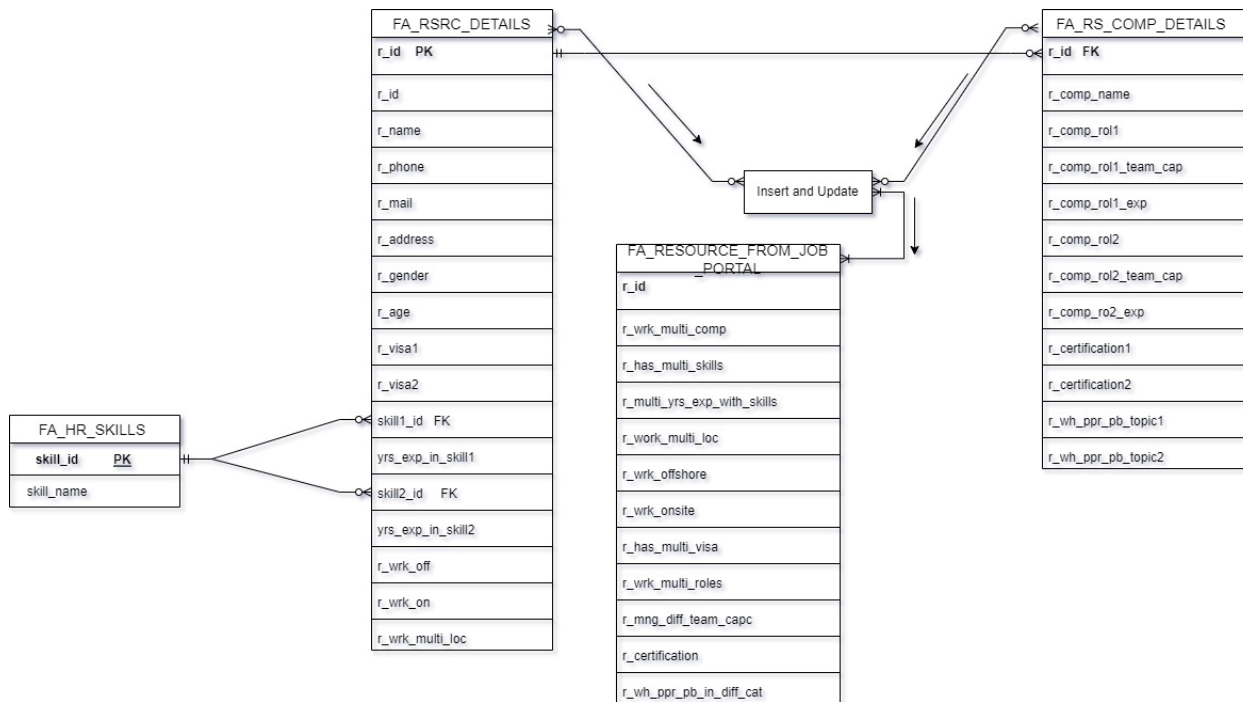 FA_RSRC_DETAILS
r_id PK
r_id
r_name
r_phone
r_mail
r_address
r_gender
r_age
r_visa1
r_visa2
skill1_id FK
yrs_exp_in_skill1
skill2_id FK
yrs_exp_in_skill2
r_wrk_off
r_wrk_on
r_wrk_multi_loc
FA_HR_SKILLS
skill_id PK
skill_name
Insert and Update
FA_RESOURCE_FROM_JOB
_PORTAL
r_id
r_wrk_multi_comp
r_has_multi_skills
r_multi_yrs_exp_with_skills
r_work_multi_loc
r_wrk_offshore
r_wrk_onsite
r_has_multi_visa
r_wrk_multi_roles
r_mng_diff_team_capc
r_certification
r_wh_ppr_pb_in_diff_cat
FA_RS_COMP_DETAILS
r_id FK
r_comp_name
r_comp_rol1
r_comp_rol1_team_cap
r_comp_rol1_exp
r_comp_rol2
r_comp_rol2_team_cap
r_comp_ro2_exp
r_certification1
r_certification2
r_wh_ppr_pb_topic1
r_wh_ppr_pb_topic2